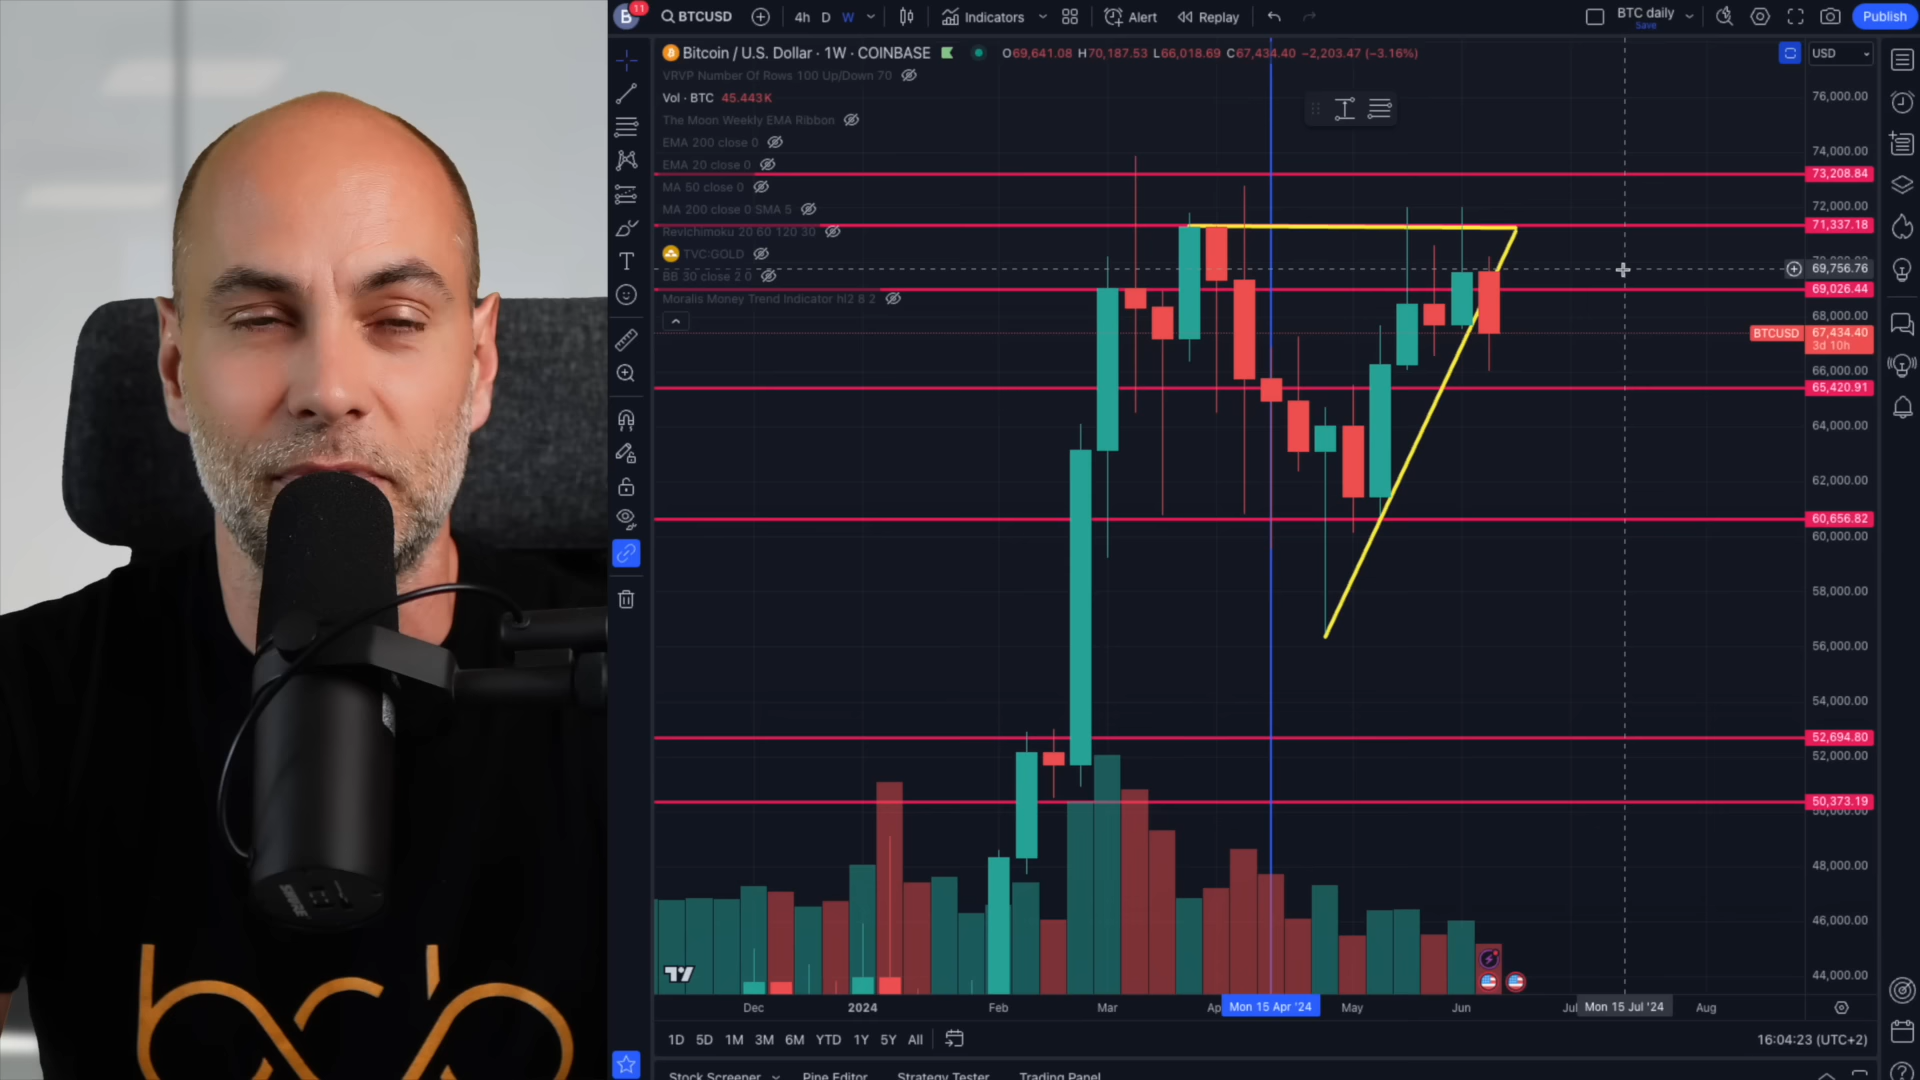 B 11 BTCUSD 4h D W Indicators Alert Replay BTC daily Save Publish
Bitcoin / U.S. Dollar · 1W · COINBASE O69,641.08 H70,187.53 L66,018.69 C67,434.40 −2,203.47 (−3.16%) USD
VRVP Number Of Rows 100 Up/Down 70
Vol · BTC 45.443K
The Moon Weekly EMA Ribbon
EMA 200 close 0
EMA 20 close 0
MA 50 close 0
MA 200 close 0 SMA 5
RevIchimoku 20 60 120 30
TVC:GOLD
BB 30 close 2 0
Moralis Money Trend Indicator hl2 8 2
76,000.00
74,000.00
73,208.84
72,000.00
71,337.18
69,756.76
69,026.44
68,000.00
BTCUSD 67,434.40
3d 10h
66,000.00
65,420.91
64,000.00
62,000.00
60,656.82
60,000.00
58,000.00
56,000.00
54,000.00
52,694.80
52,000.00
50,373.19
48,000.00
46,000.00
44,000.00
Dec 2024 Feb Mar Ap Mon 15 Apr '24 May Jun Jul Mon 15 Jul '24 Aug
1D 5D 1M 3M 6M YTD 1Y 5Y All 16:04:23 (UTC+2)
Stock Screener Pine Editor Strategy Tester Trading Panel
SHURE
bcb